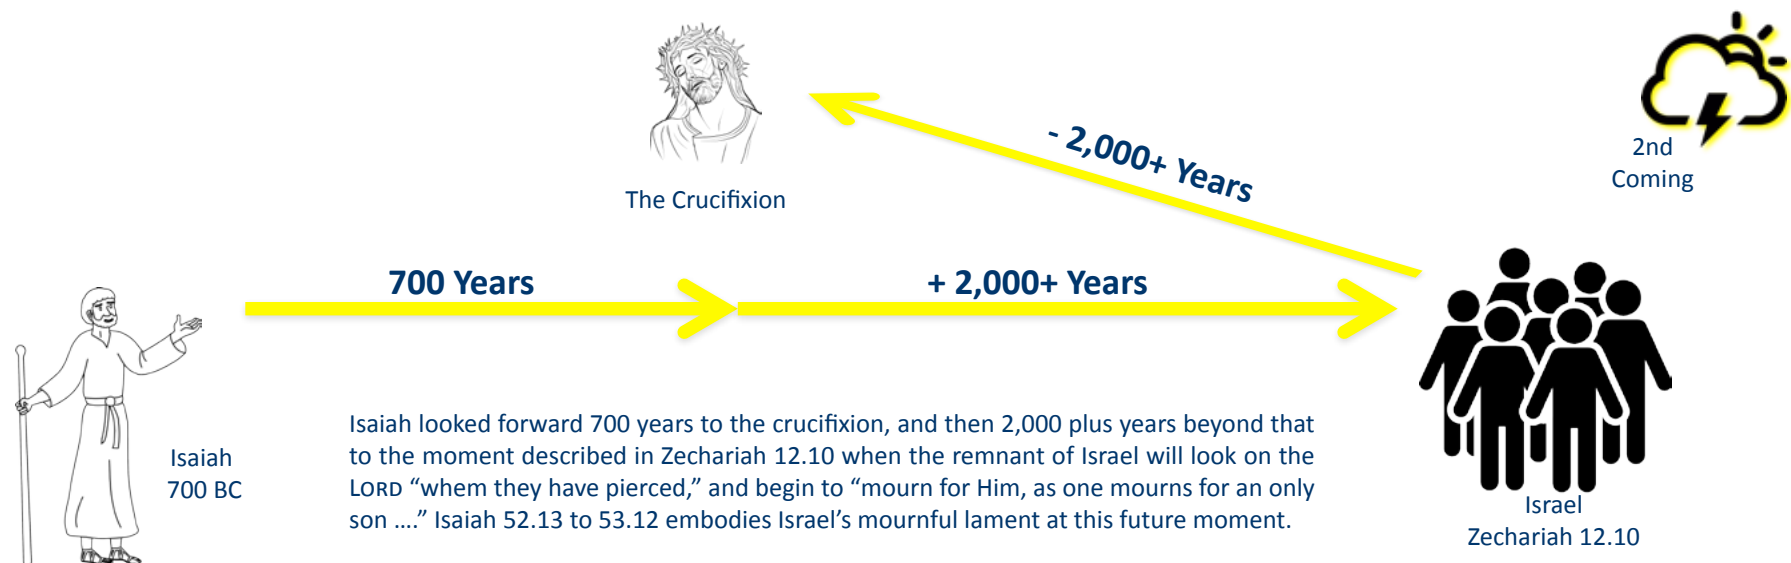 - 2,000+ Years
2nd
Coming
The Crucifixion
700 Years
+ 2,000+ Years
Isaiah
700 BC
Isaiah looked forward 700 years to the crucifixion, and then 2,000 plus years beyond that
to the moment described in Zechariah 12.10 when the remnant of Israel will look on the
LORD “whem they have pierced,” and begin to “mourn for Him, as one mourns for an only
son ....” Isaiah 52.13 to 53.12 embodies Israel’s mournful lament at this future moment.
Israel
Zechariah 12.10